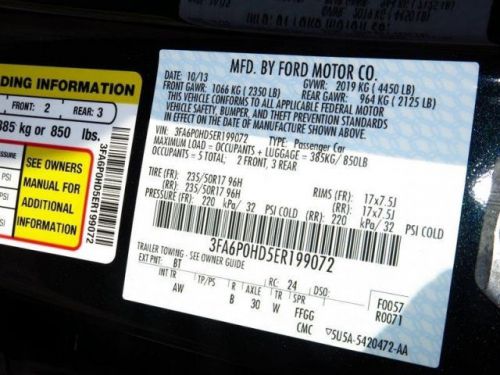 DING INFORMATION
FRONT: 2 REAR: 3
385 kg or 850 lbs.
PRESSURE
PSI
PSI
SEE OWNERS
MANUAL FOR
ADDITIONAL
INFORMATION
3FA6P0HD5ER199072
MFD. BY FORD MOTOR CO.
DATE: 10/13 GVWR: 2019 KG (4450 LB)
FRONT GAWR: 1066 KG (2350 LB) REAR GAWR: 964 KG (2125 LB)
THIS VEHICLE CONFORMS TO ALL APPLICABLE FEDERAL MOTOR
VEHICLE SAFETY, BUMPER, AND THEFT PREVENTION STANDARDS
IN EFFECT ON THE DATE OF MANUFACTURE SHOWN ABOVE.
VIN: 3FA6P0HD5ER199072 TYPE: Passenger Car
MAXIMUM LOAD = OCCUPANTS + LUGGAGE = 385KG/850LB
OCCUPANTS = 5 TOTAL: 2 FRONT, 3 REAR
TIRE (FR): 235/50R17 96H RIMS (FR): 17x7.5J
TIRE (RR): 235/50R17 96H RIMS (RR): 17x7.5J
PRESSURE (FR): 220 kPa/ 32 PSI COLD
PRESSURE (RR): 220 kPa/ 32 PSI COLD
3FA6P0HD5ER199072
TRAILER TOWING - SEE OWNER GUIDE
EXT PNT: BT RC: 24 DSO: F0057
INT TR TP/PS R AX TR SPR R0071
AW B 30 W FFGG
CMC 5U5A-5420472-AA